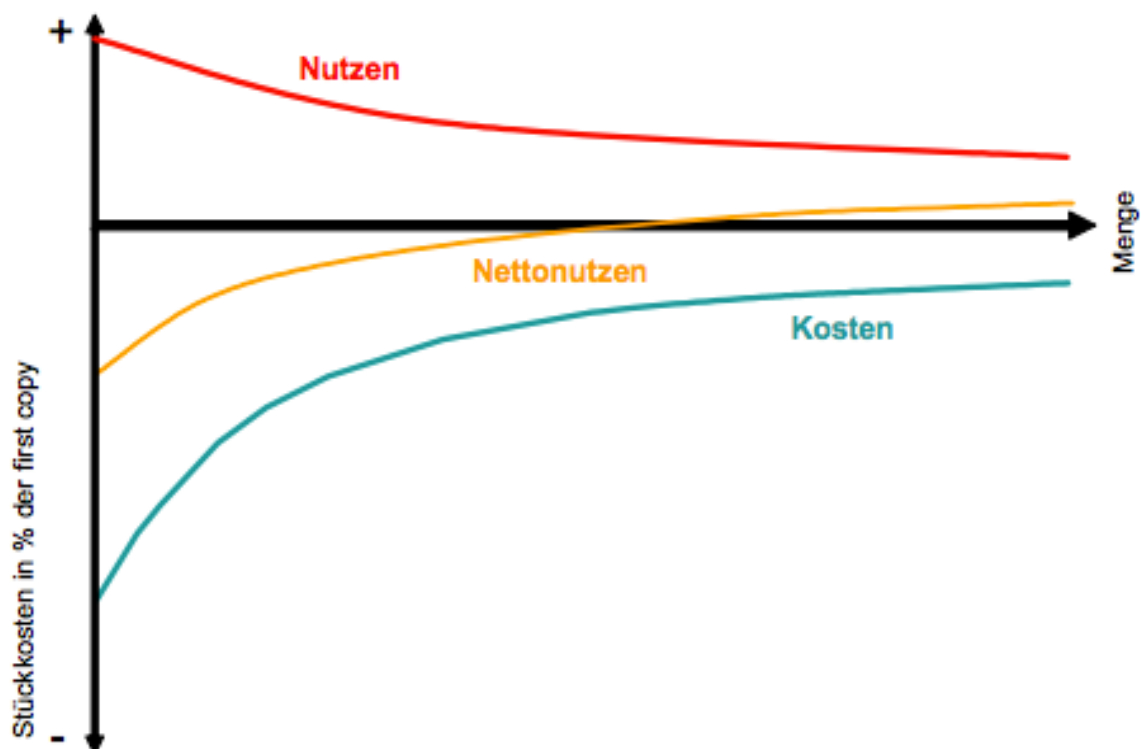 +
Nutzen
Menge
Nettonutzen
Kosten
Stückkosten in % der first copy
-